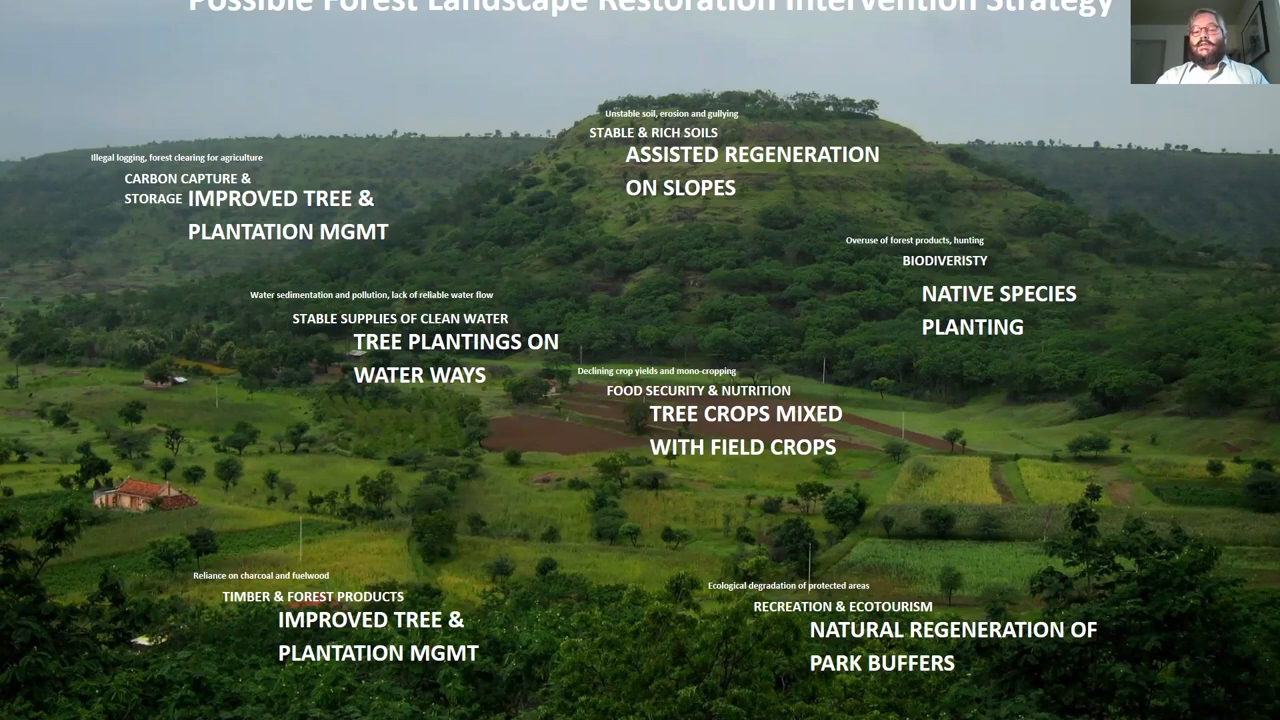 Possible Forest Landscape Restoration Intervention Strategy
Unstable soil, erosion and gullying
STABLE & RICH SOILS
ASSISTED REGENERATION
ON SLOPES
Illegal logging, forest clearing for agriculture
CARBON CAPTURE &
STORAGE
IMPROVED TREE &
PLANTATION MGMT
Overuse of forest products, hunting
BIODIVERISTY
NATIVE SPECIES
PLANTING
Water sedimentation and pollution, lack of reliable water flow
STABLE SUPPLIES OF CLEAN WATER
TREE PLANTINGS ON
WATER WAYS
Declining crop yields and mono-cropping
FOOD SECURITY & NUTRITION
TREE CROPS MIXED
WITH FIELD CROPS
Reliance on charcoal and fuelwood
TIMBER & FOREST PRODUCTS
IMPROVED TREE &
PLANTATION MGMT
Ecological degradation of protected areas
RECREATION & ECOTOURISM
NATURAL REGENERATION OF
PARK BUFFERS